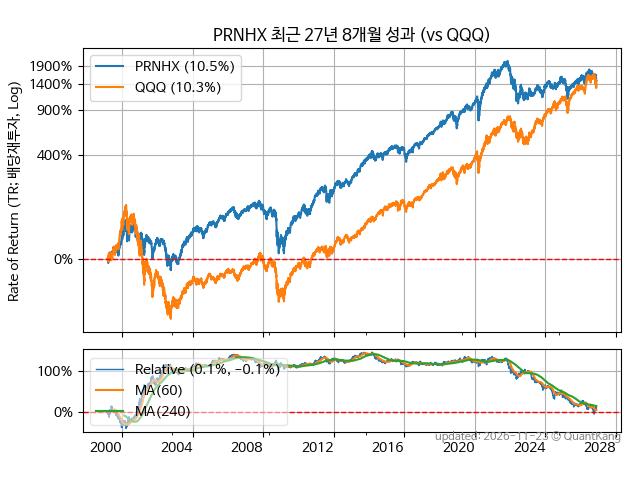 PRNHX 최근 27년 8개월 성과 (vs QQQ)
Rate of Return (TR; 배당재투자, Log)
1900%
1400%
900%
400%
0%
PRNHX (10.5%)
QQQ (10.3%)
100%
0%
Relative (0.1%, -0.1%)
MA(60)
MA(240)
2000 2004 2008 2012 2016 2020 2024 2028
updated: 2026-11-23 © QuantKang